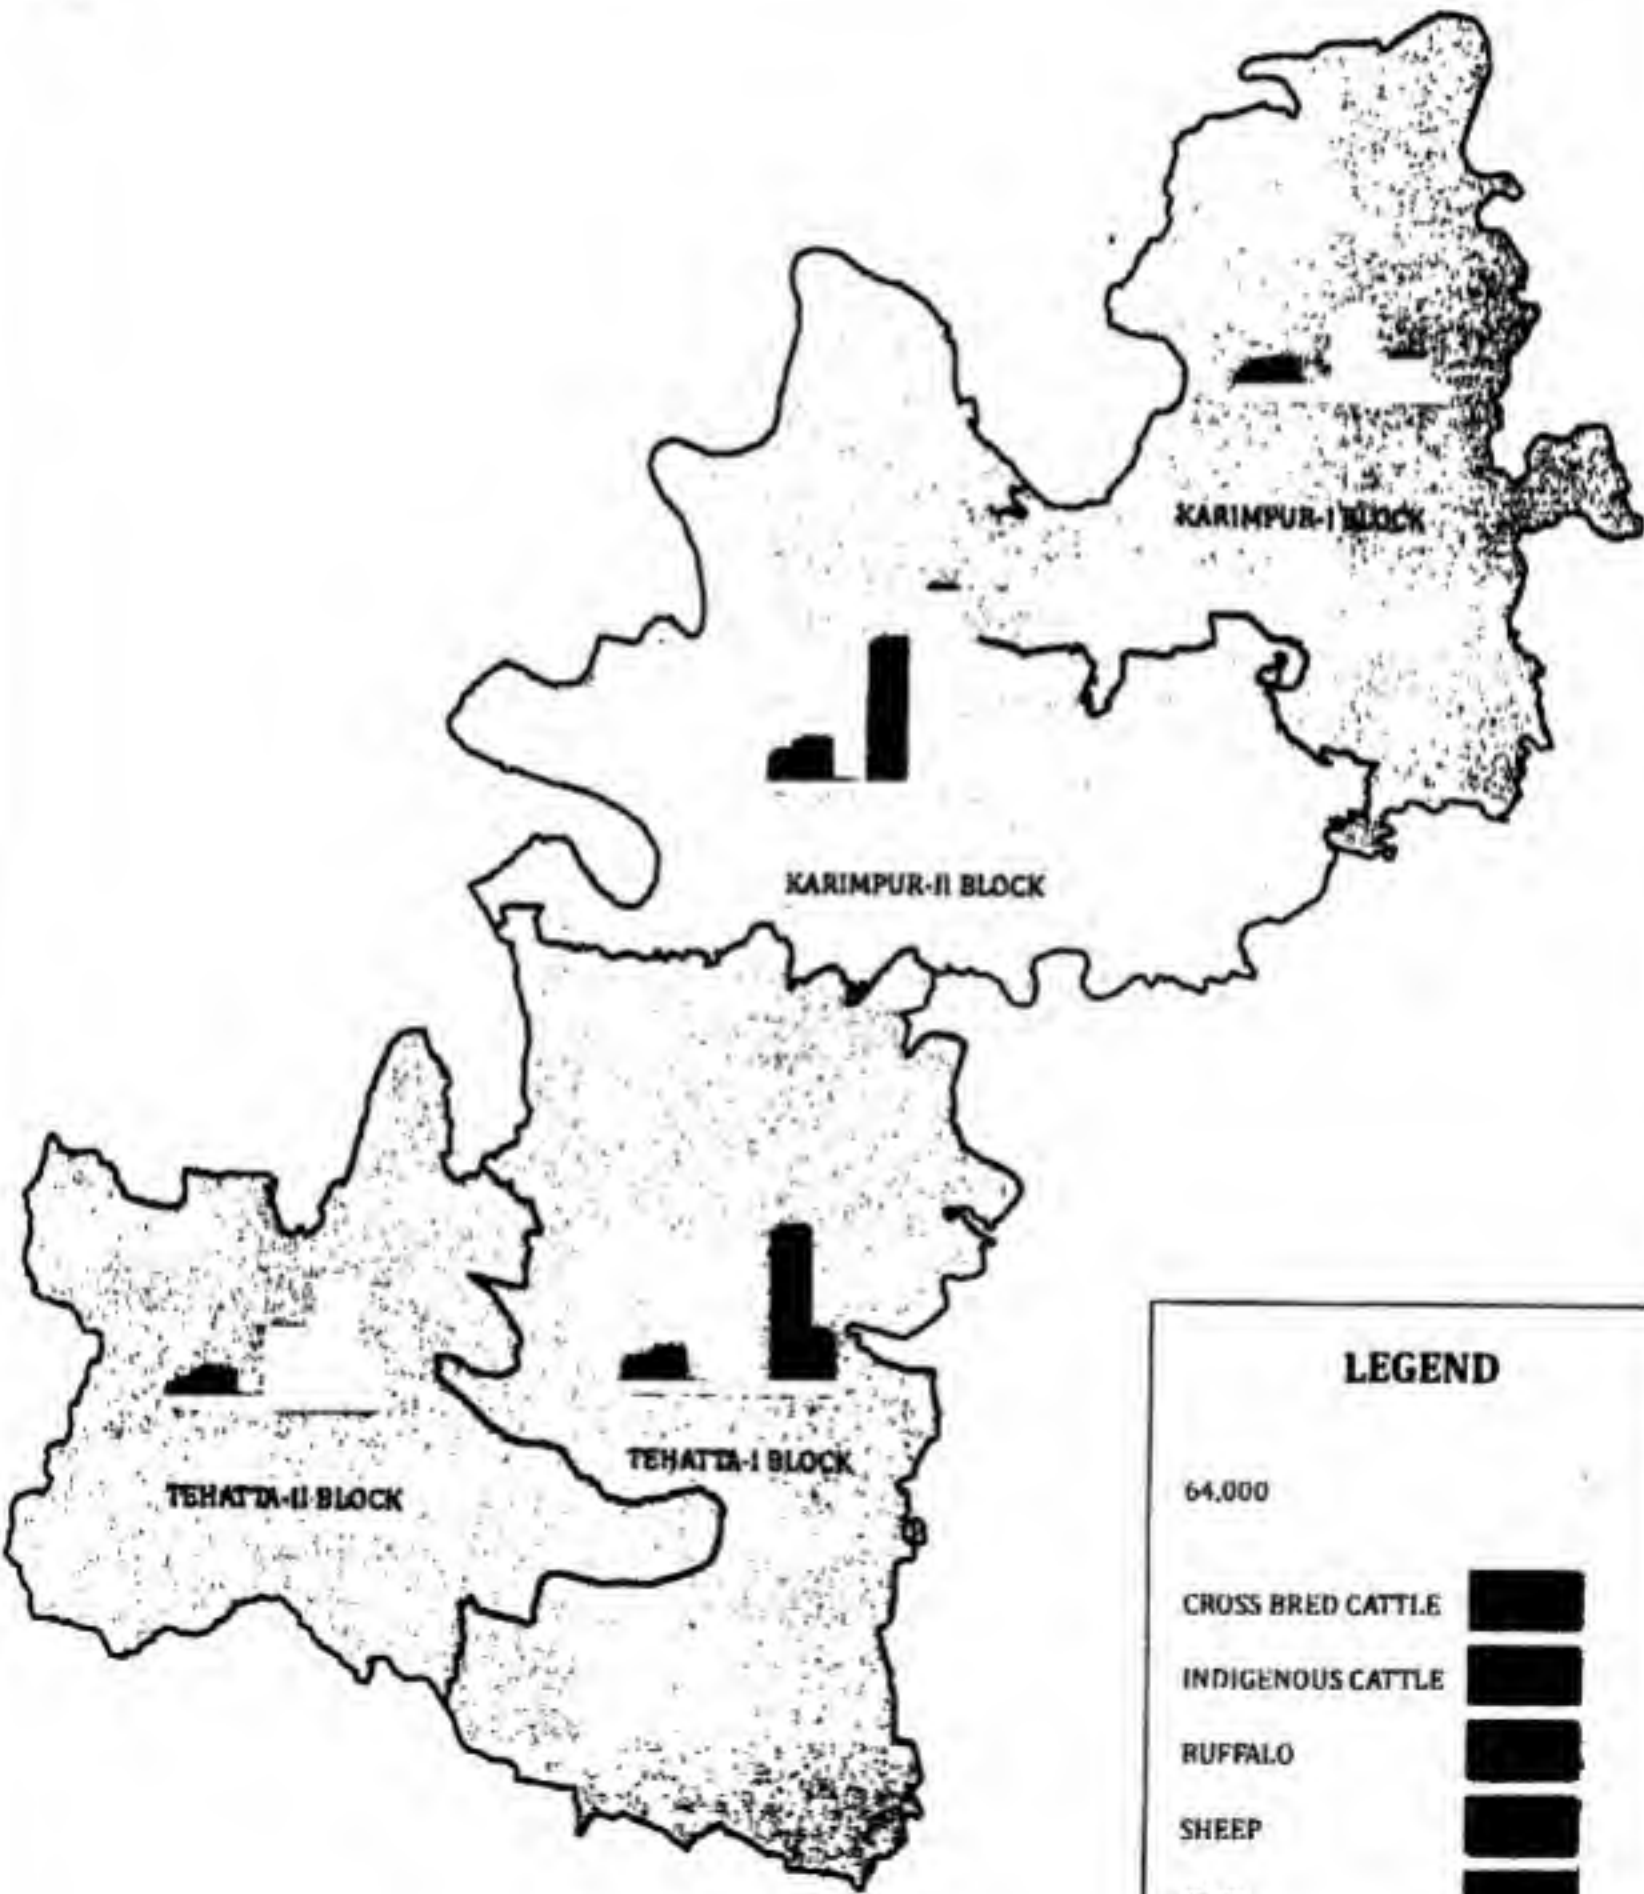 KARIMPUR-I BLOCK
KARIMPUR-II BLOCK
TEHATTA-I BLOCK
TEHATTA-II BLOCK
LEGEND
64,000
CROSS BRED CATTLE
INDIGENOUS CATTLE
BUFFALO
SHEEP